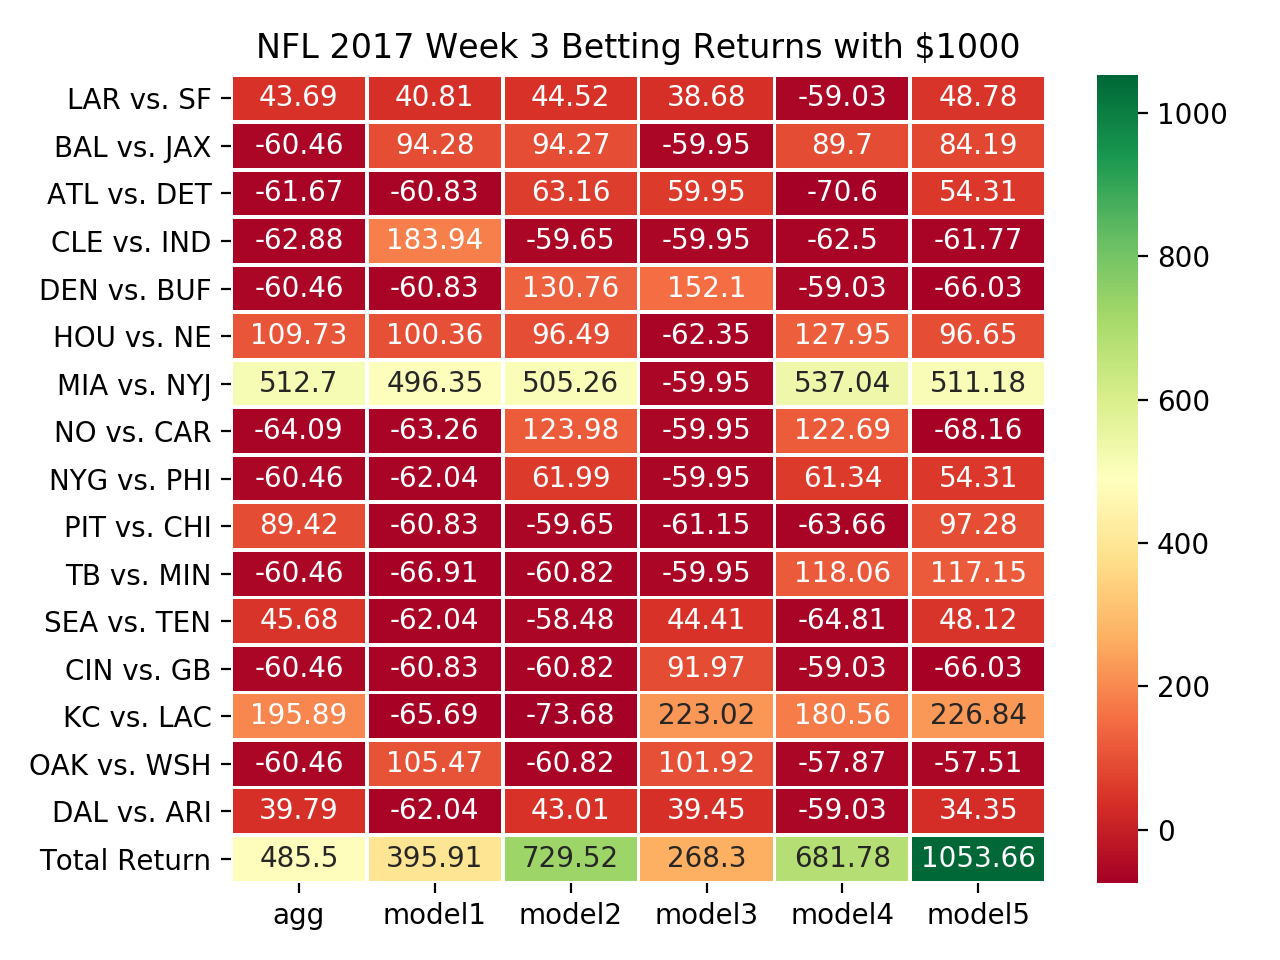 NFL 2017 Week 3 Betting Returns with $1000
LAR vs. SF 43.69 40.81 44.52 38.68 -59.03 48.78
BAL vs. JAX -60.46 94.28 94.27 -59.95 89.7 84.19
ATL vs. DET -61.67 -60.83 63.16 59.95 -70.6 54.31
CLE vs. IND -62.88 183.94 -59.65 -59.95 -62.5 -61.77
DEN vs. BUF -60.46 -60.83 130.76 152.1 -59.03 -66.03
HOU vs. NE 109.73 100.36 96.49 -62.35 127.95 96.65
MIA vs. NYJ 512.7 496.35 505.26 -59.95 537.04 511.18
NO vs. CAR -64.09 -63.26 123.98 -59.95 122.69 -68.16
NYG vs. PHI -60.46 -62.04 61.99 -59.95 61.34 54.31
PIT vs. CHI 89.42 -60.83 -59.65 -61.15 -63.66 97.28
TB vs. MIN -60.46 -66.91 -60.82 -59.95 118.06 117.15
SEA vs. TEN 45.68 -62.04 -58.48 44.41 -64.81 48.12
CIN vs. GB -60.46 -60.83 -60.82 91.97 -59.03 -66.03
KC vs. LAC 195.89 -65.69 -73.68 223.02 180.56 226.84
OAK vs. WSH -60.46 105.47 -60.82 101.92 -57.87 -57.51
DAL vs. ARI 39.79 -62.04 43.01 39.45 -59.03 34.35
Total Return 485.5 395.91 729.52 268.3 681.78 1053.66
agg model1 model2 model3 model4 model5
1000
800
600
400
200
0